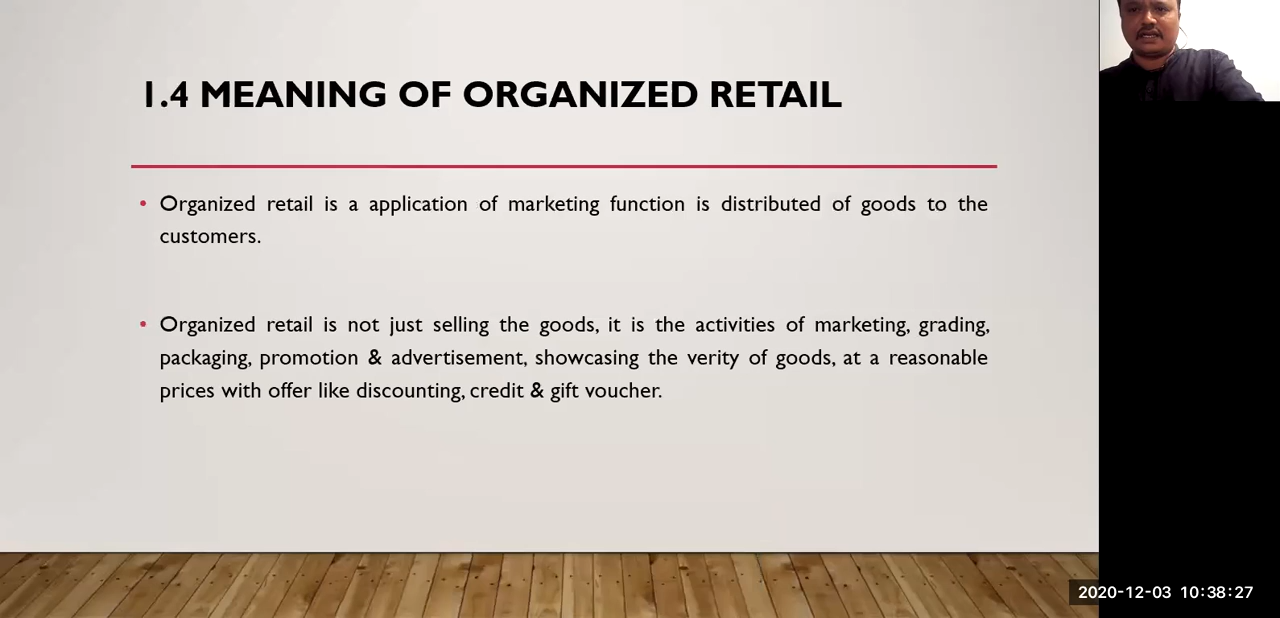 1.4 MEANING OF ORGANIZED RETAIL
• Organized retail is a application of marketing function is distributed of goods to the
customers.
• Organized retail is not just selling the goods, it is the activities of marketing, grading,
packaging, promotion & advertisement, showcasing the verity of goods, at a reasonable
prices with offer like discounting, credit & gift voucher.
2020-12-03 10:38:27